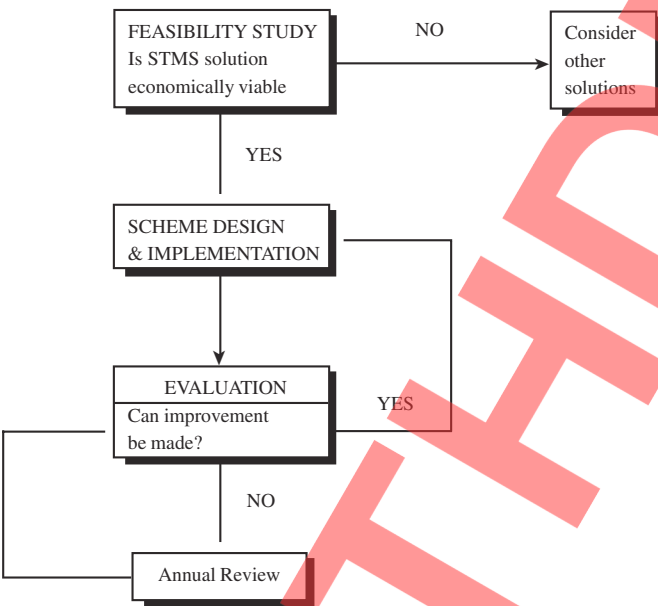 FEASIBILITY STUDY
Is STMS solution
economically viable
NO
Consider
other
solutions
YES
SCHEME DESIGN
& IMPLEMENTATION
EVALUATION
Can improvement
be made?
YES
NO
Annual Review